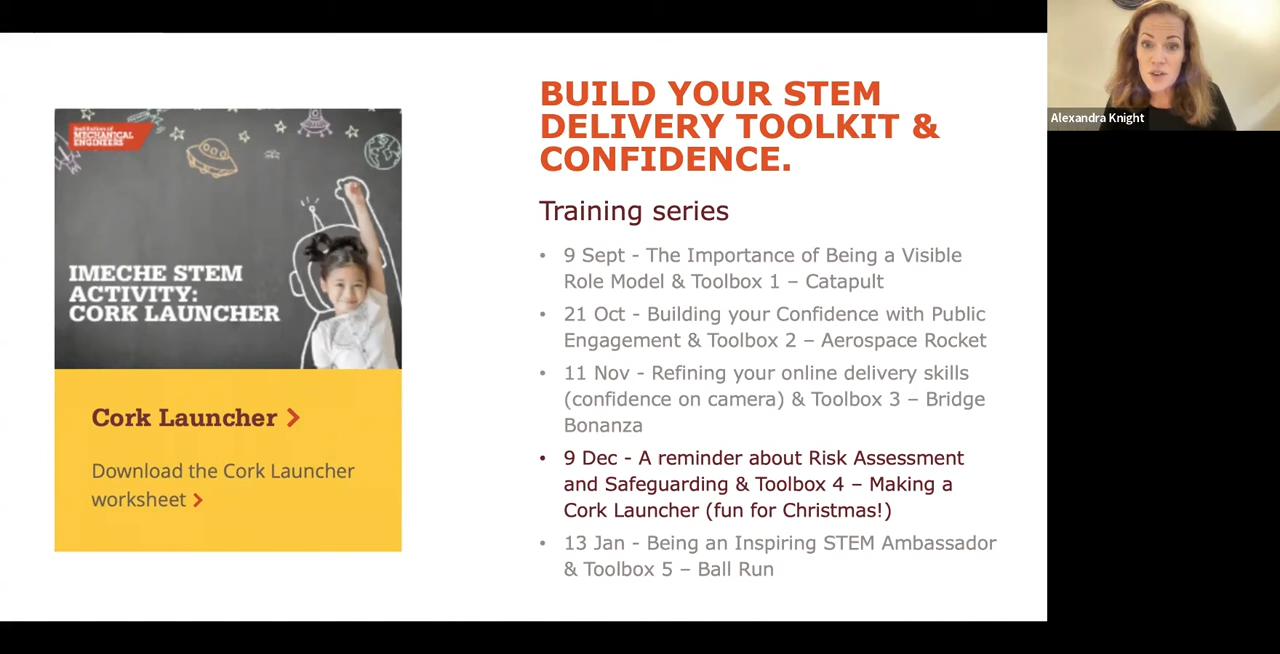 Institution of
MECHANICAL
ENGINEERS
IMECHE STEM
ACTIVITY:
CORK LAUNCHER
Cork Launcher
Download the Cork Launcher
worksheet
BUILD YOUR STEM
DELIVERY TOOLKIT &
CONFIDENCE.
Training series
• 9 Sept - The Importance of Being a Visible
Role Model & Toolbox 1 – Catapult
• 21 Oct - Building your Confidence with Public
Engagement & Toolbox 2 – Aerospace Rocket
• 11 Nov - Refining your online delivery skills
(confidence on camera) & Toolbox 3 – Bridge
Bonanza
• 9 Dec - A reminder about Risk Assessment
and Safeguarding & Toolbox 4 – Making a
Cork Launcher (fun for Christmas!)
• 13 Jan - Being an Inspiring STEM Ambassador
& Toolbox 5 – Ball Run
Alexandra Knight